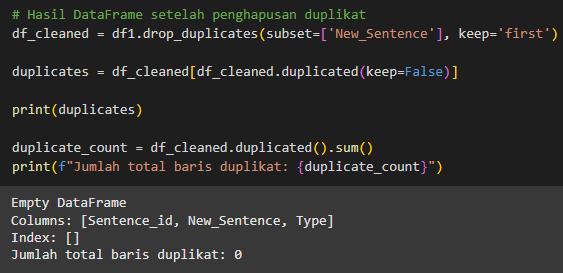 # Hasil DataFrame setelah penghapusan duplikat
df_cleaned = df1.drop_duplicates(subset=['New_Sentence'], keep='first')
duplicates = df_cleaned[df_cleaned.duplicated(keep=False)]
print(duplicates)
duplicate_count = df_cleaned.duplicated().sum()
print(f"Jumlah total baris duplikat: {duplicate_count}")
Empty DataFrame
Columns: [Sentence_id, New_Sentence, Type]
Index: []
Jumlah total baris duplikat: 0